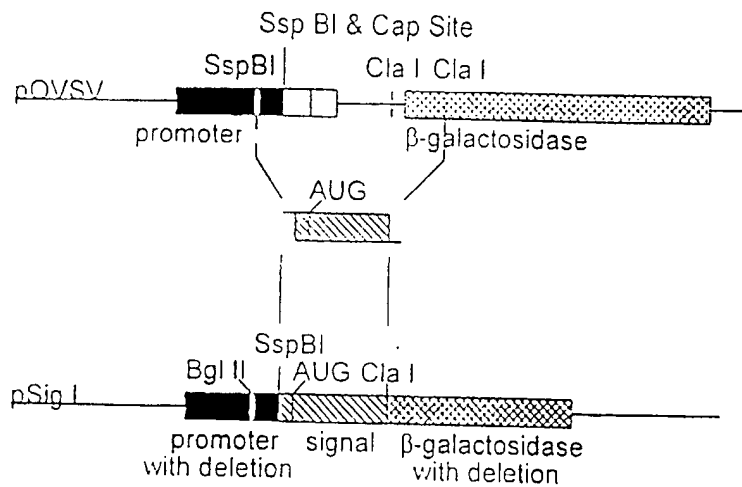 Ssp BI & Cap Site
SspBI
Cla I Cla I
pOVSV
promoter
β-galactosidase
AUG
SspBI
Bgl II
AUG Cla I
pSig I
promoter
with deletion
signal
β-galactosidase
with deletion